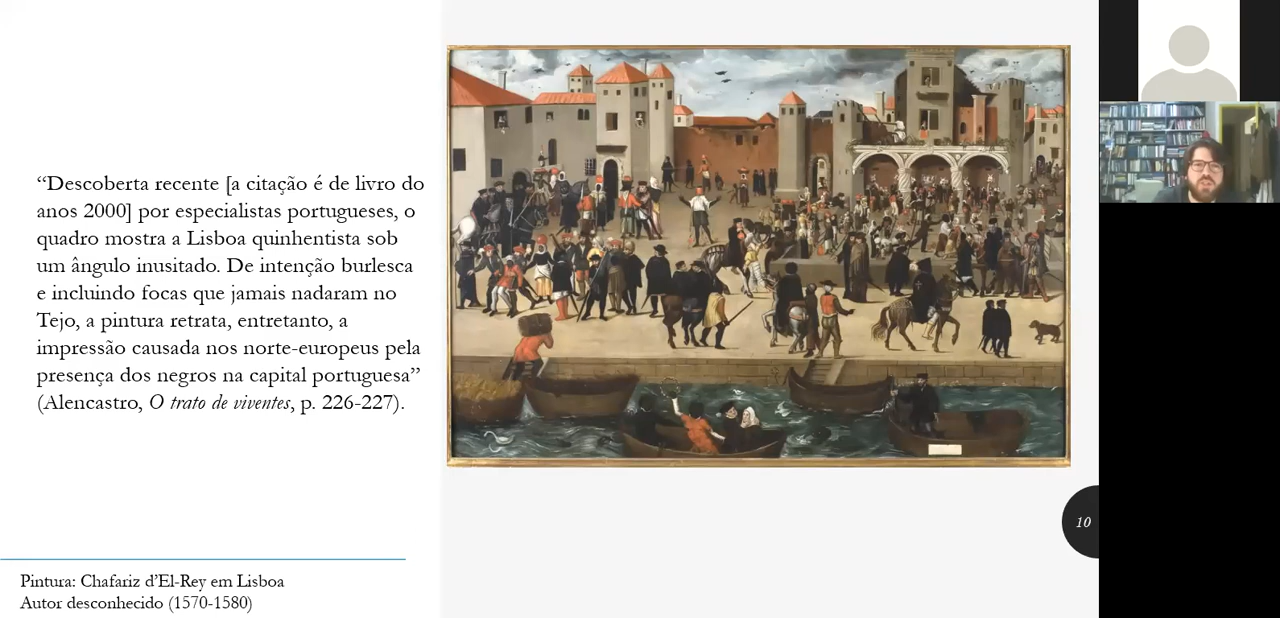 “Descoberta recente [a citação é de livro do
anos 2000] por especialistas portugueses, o
quadro mostra a Lisboa quinhentista sob
um ângulo inusitado. De intenção burlesca
e incluindo focas que jamais nadaram no
Tejo, a pintura retrata, entretanto, a
impressão causada nos norte-europeus pela
presença dos negros na capital portuguesa”
(Alencastro, O trato de viventes, p. 226-227).
10
Pintura: Chafariz d’El-Rey em Lisboa
Autor desconhecido (1570-1580)